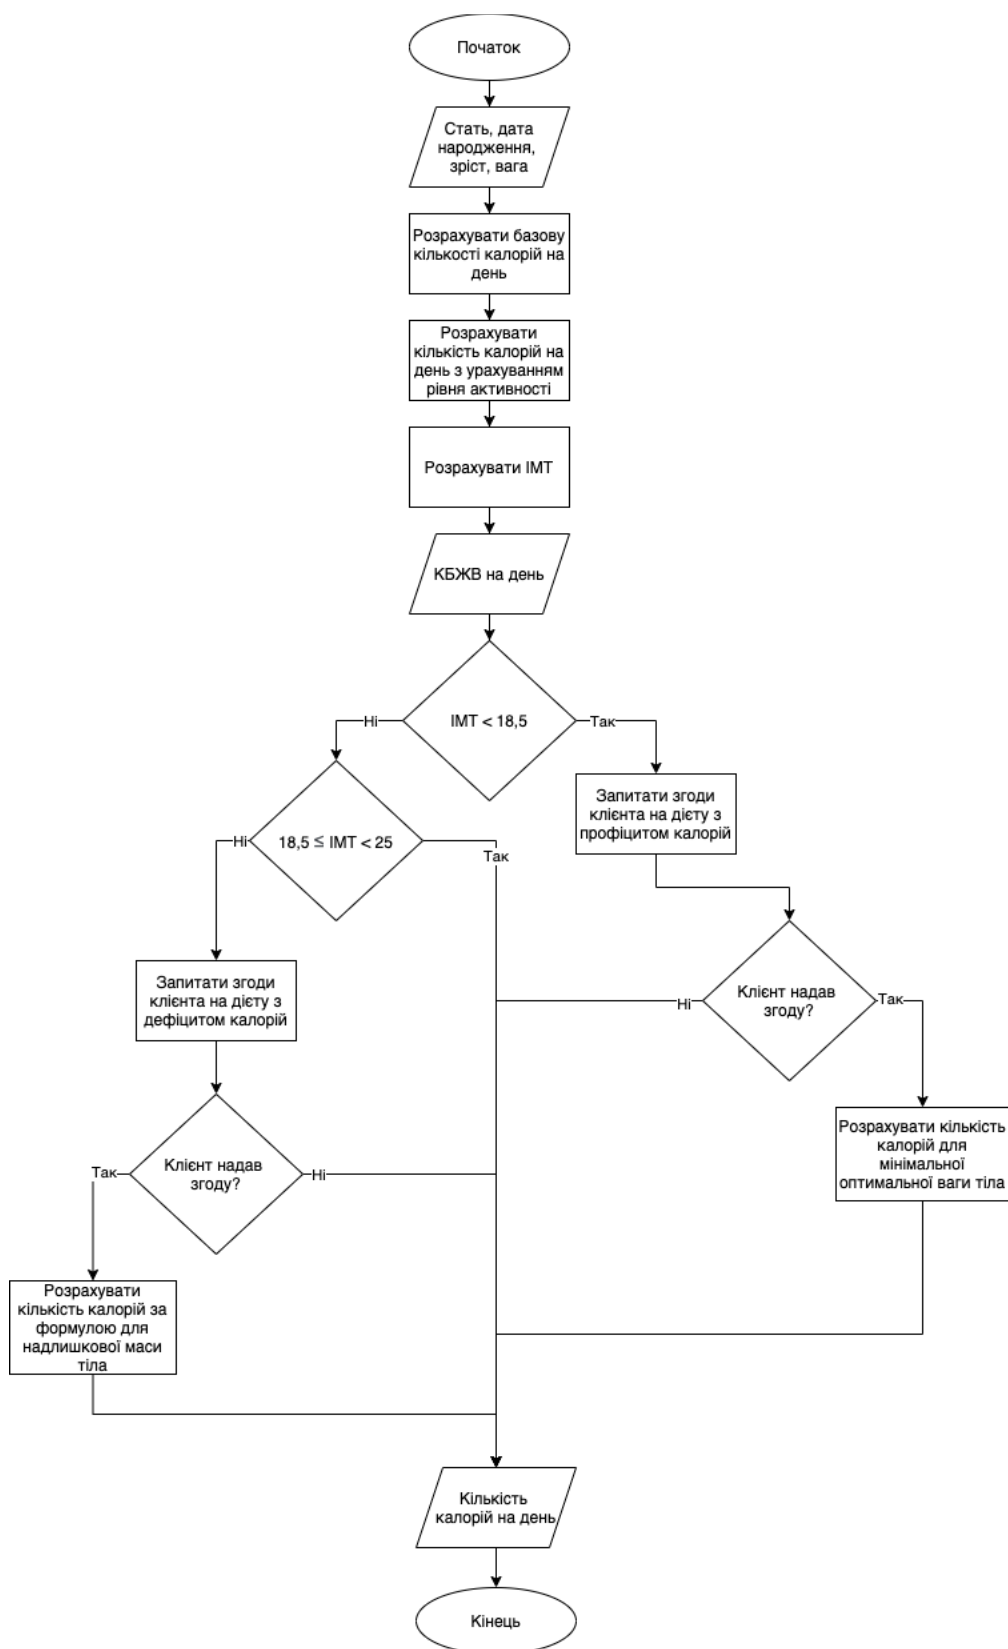 Початок
Стать, дата
народження,
зріст, вага
Розрахувати базову
кількості калорій на
день
Розрахувати
кількість калорій на
день з урахуванням
рівня активності
Розрахувати ІМТ
КБЖВ на день
ІМТ < 18,5
Ні
Так
Запитати згоди
клієнта на дієту з
профіцитом калорій
18,5 ≤ ІМТ < 25
Ні
Так
Запитати згоди
клієнта на дієту з
дефіцитом калорій
Клієнт надав
згоду?
Ні
Так
Розрахувати кількість
калорій для
мінімальної
оптимальної ваги тіла
Клієнт надав
згоду?
Так
Ні
Розрахувати
кількість калорій за
формулою для
надлишкової маси
тіла
Кількість
калорій на день
Кінець